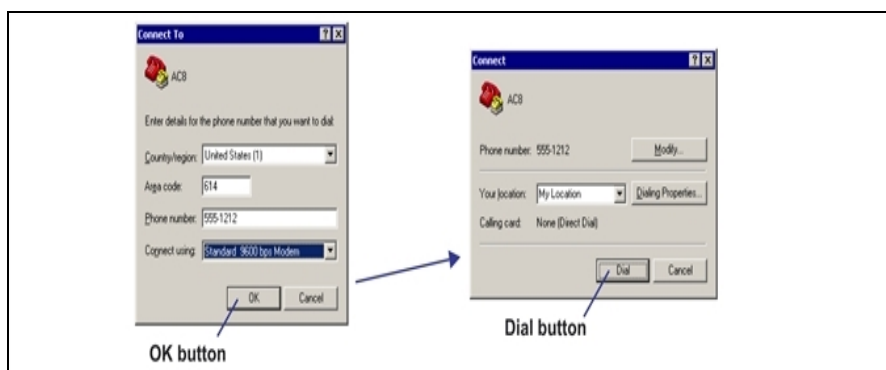 Connect To
ACB
Enter details for the phone number that you want to dial:
Country/region: United States (1)
Area code: 614
Phone number: 555-1212
Connect using: Standard 9600 bps Modem
OK Cancel
OK button
Connect
ACB
Phone number: 555-1212 Modify...
Your location: My Location Dialing Properties...
Calling card: None (Direct Dial)
Dial Cancel
Dial button